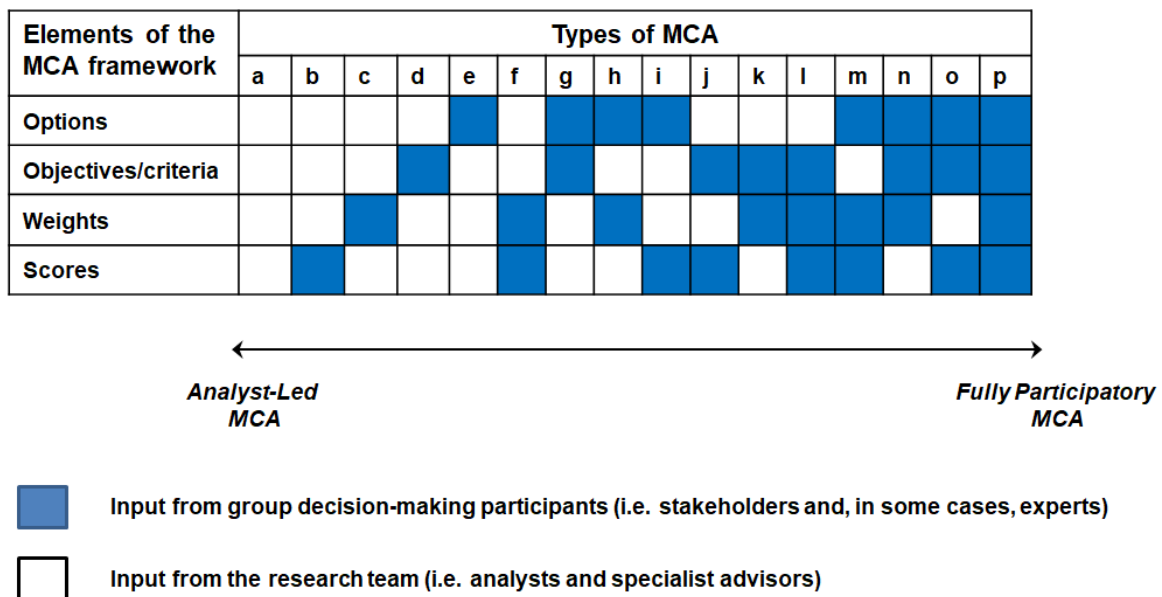 Elements of the
MCA framework
Types of MCA
a b c d e f g h i j k l m n o p
Options
Objectives/criteria
Weights
Scores
Analyst-Led
MCA
Fully Participatory
MCA
Input from group decision-making participants (i.e. stakeholders and, in some cases, experts)
Input from the research team (i.e. analysts and specialist advisors)